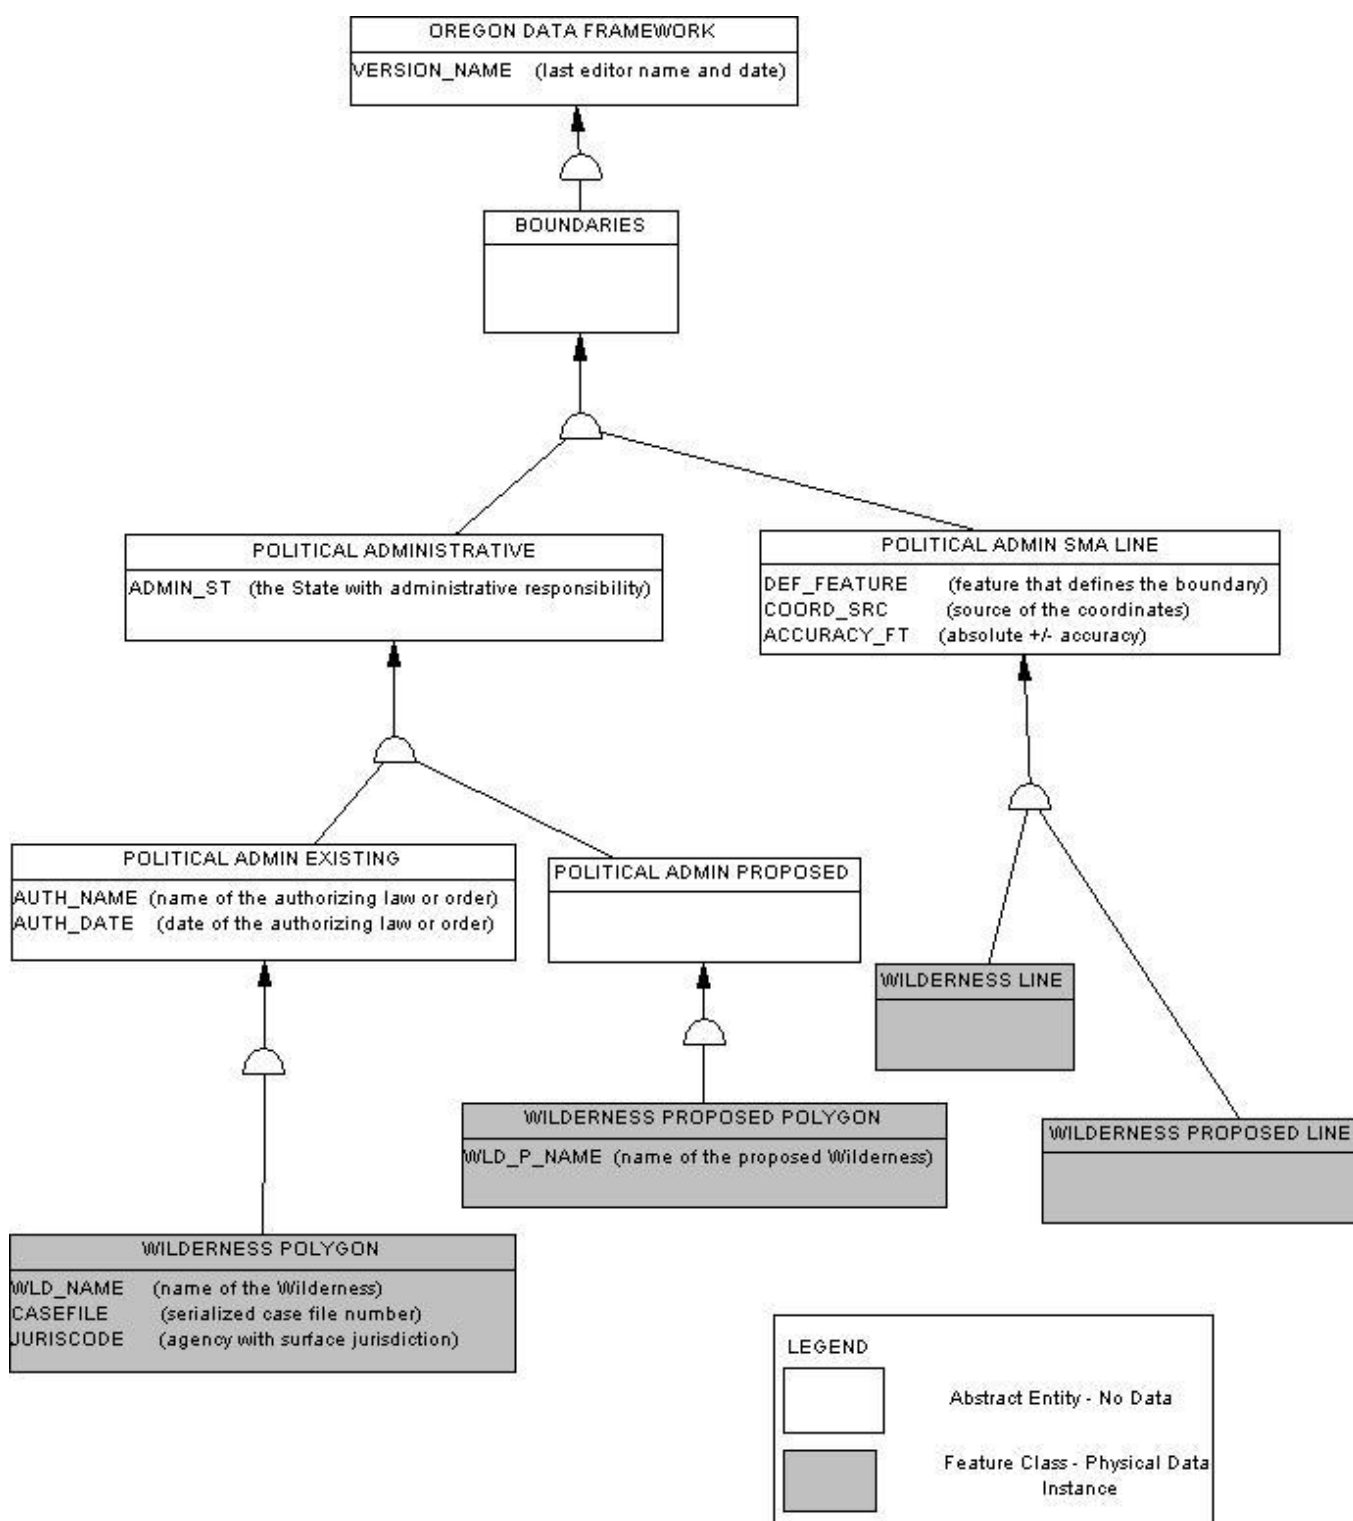 OREGON DATA FRAMEWORK
VERSION_NAME (last editor name and date)
BOUNDARIES
POLITICAL ADMINISTRATIVE
ADMIN_ST (the State with administrative responsibility)
POLITICAL ADMIN SMA LINE
DEF_FEATURE (feature that defines the boundary)
COORD_SRC (source of the coordinates)
ACCURACY_FT (absolute +/- accuracy)
POLITICAL ADMIN EXISTING
AUTH_NAME (name of the authorizing law or order)
AUTH_DATE (date of the authorizing law or order)
POLITICAL ADMIN PROPOSED
WILDERNESS LINE
WILDERNESS PROPOSED POLYGON
WLD_P_NAME (name of the proposed Wilderness)
WILDERNESS PROPOSED LINE
WILDERNESS POLYGON
WLD_NAME (name of the Wilderness)
CASEFILE (serialized case file number)
JURISCODE (agency with surface jurisdiction)
LEGEND
Abstract Entity - No Data
Feature Class - Physical Data
Instance